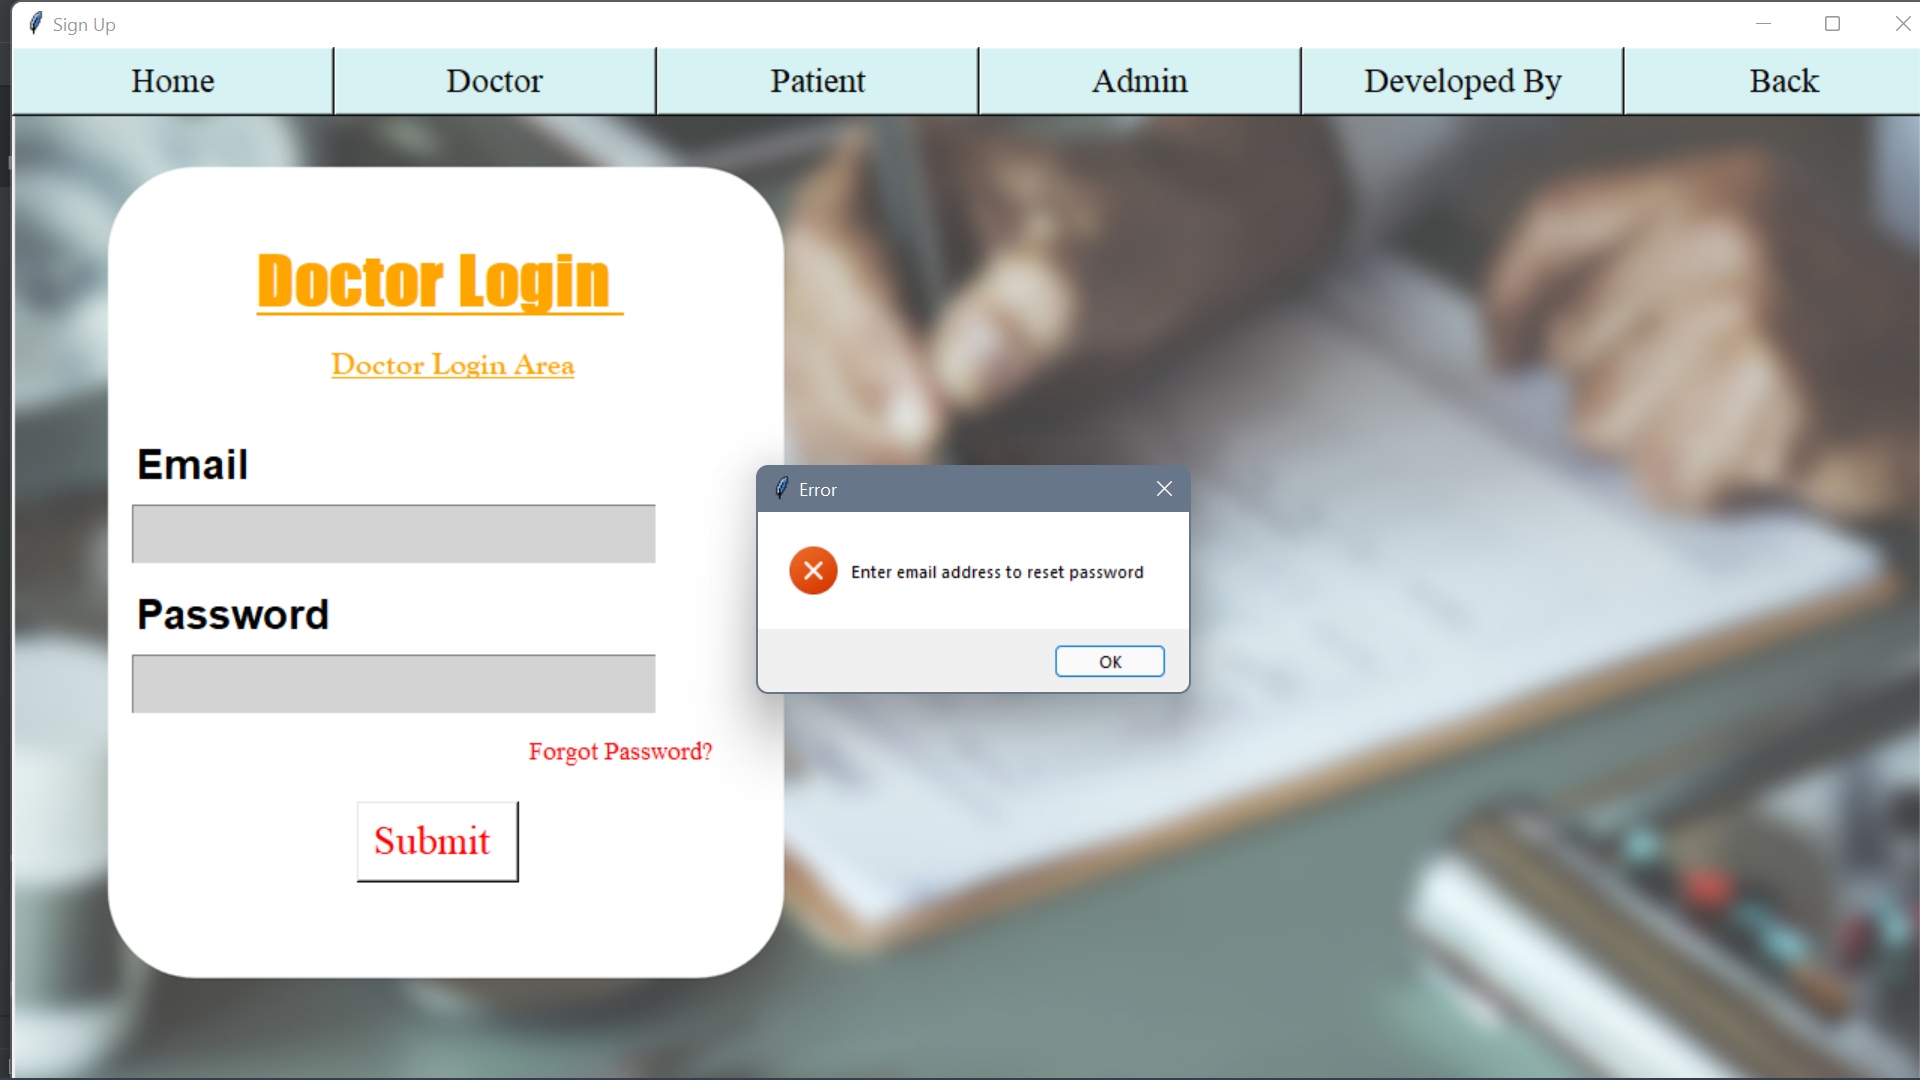 Sign Up
Home Doctor Patient Admin Developed By Back
Doctor Login
Doctor Login Area
Email
Error
Enter email address to reset password
Password
OK
Forgot Password?
Submit